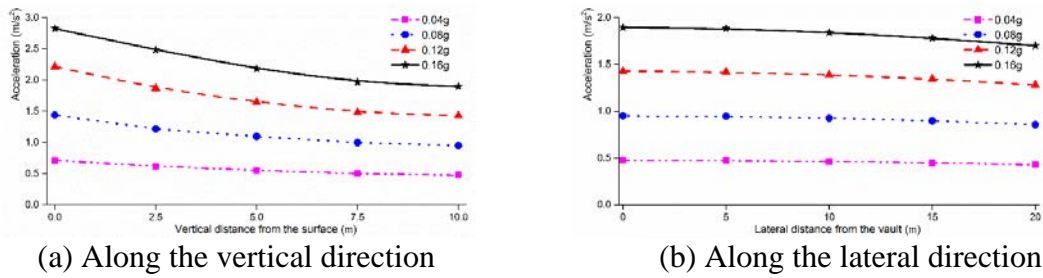 3.0
2.5
2.0
1.5
1.0
0.5
0.0
Acceleration (m/s²)
0.04g
0.08g
0.12g
0.16g
0.0 2.5 5.0 7.5 10.0
Vertical distance from the surface (m)
(a) Along the vertical direction
2.0
1.5
1.0
0.5
0.0
Acceleration (m/s²)
0.04g
0.08g
0.12g
0.16g
0 5 10 15 20
Lateral distance from the vault (m)
(b) Along the lateral direction